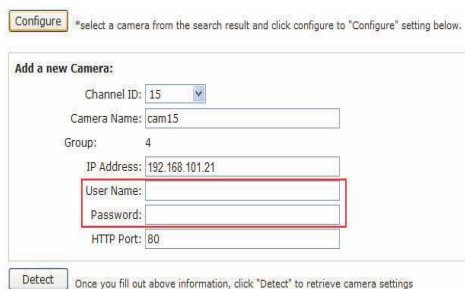 Configure *select a camera from the search result and click configure to "Configure" setting below.
Add a new Camera:
Channel ID: 15
Camera Name: cam15
Group: 4
IP Address: 192.168.101.21
User Name:
Password:
HTTP Port: 80
Detect Once you fill out above information, click "Detect" to retrieve camera settings